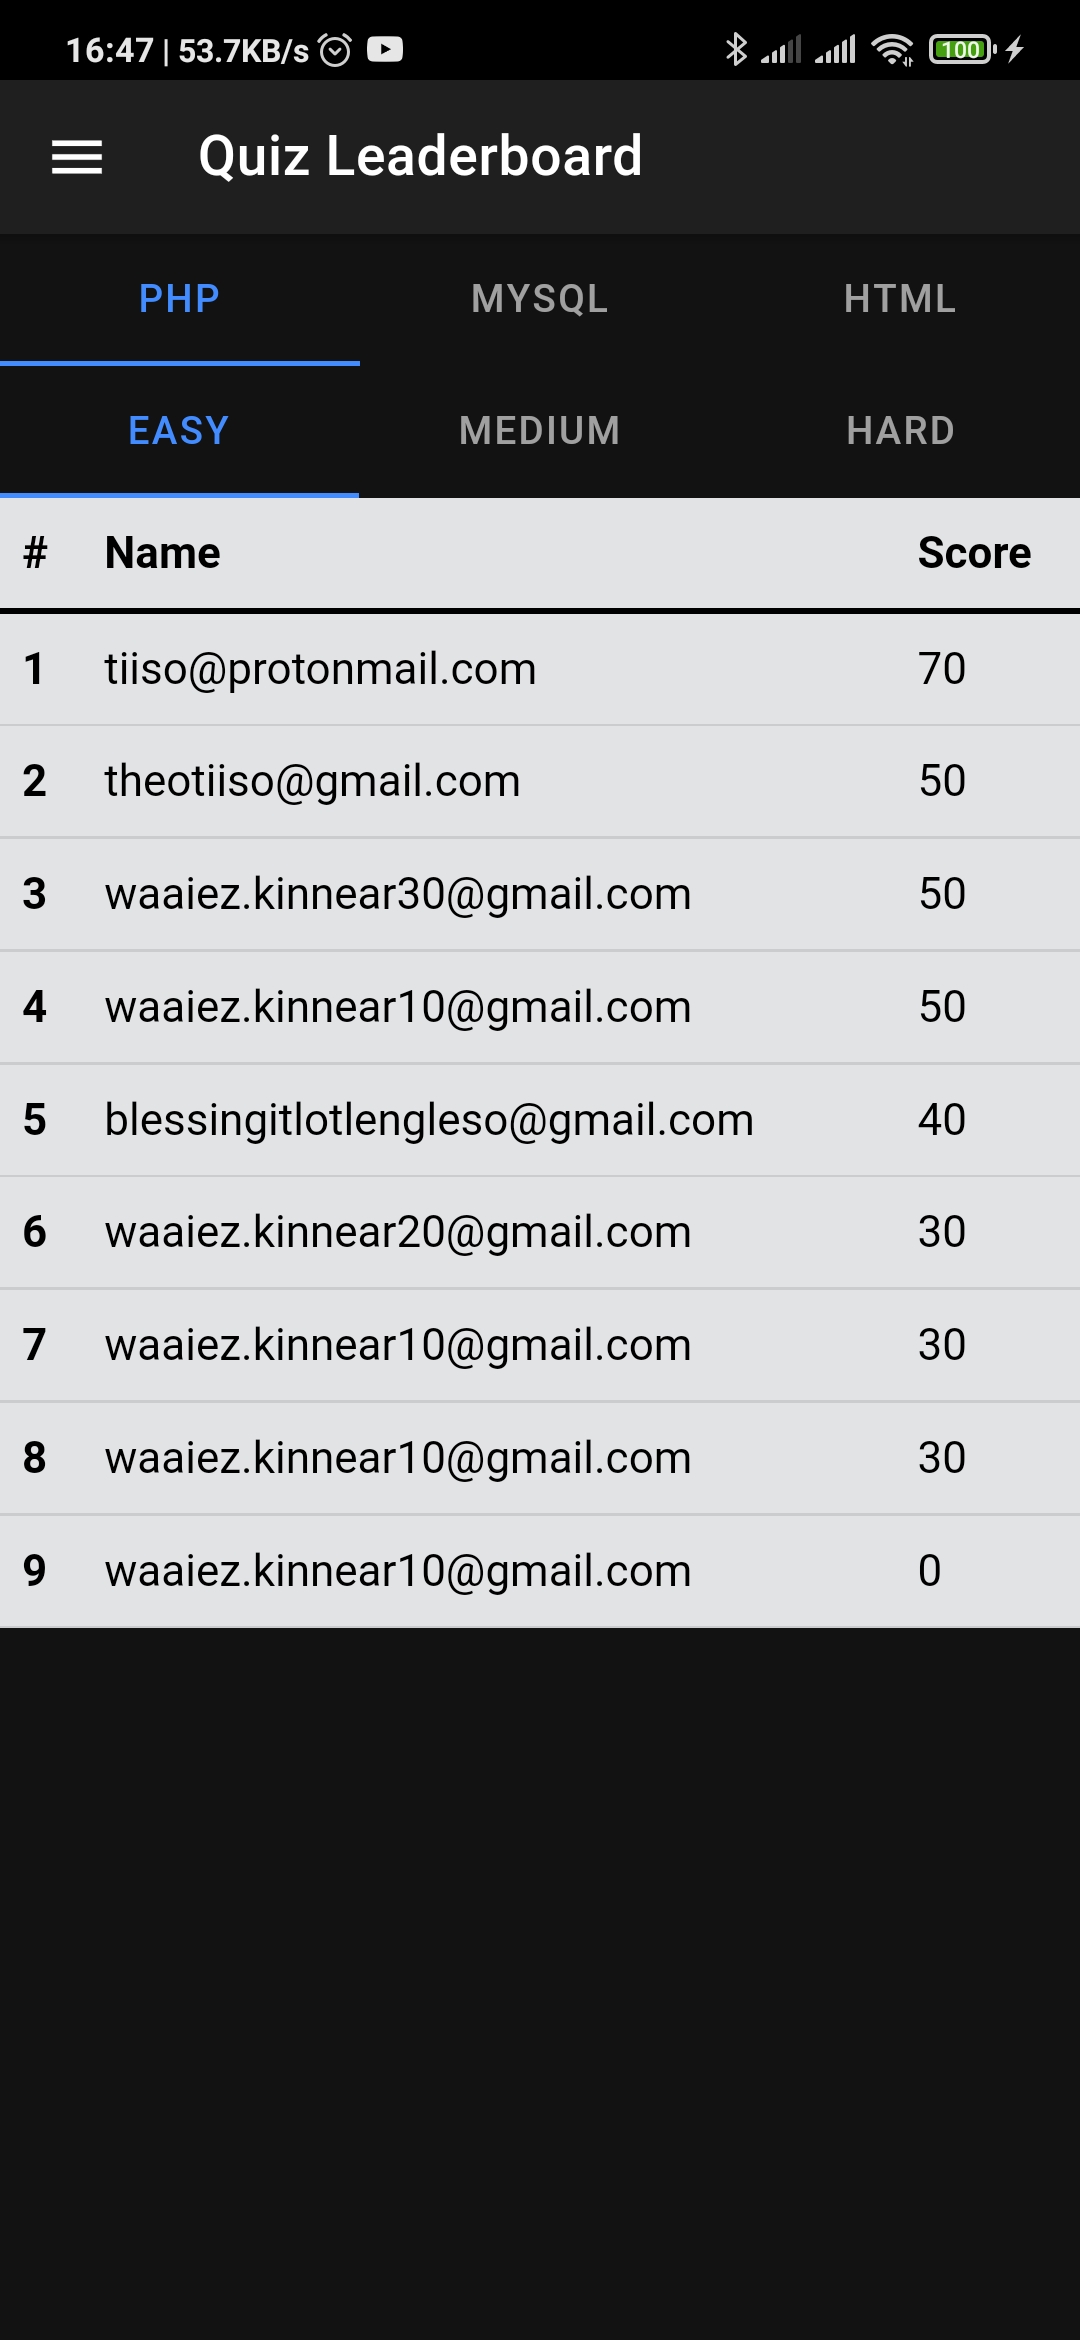 16:47 | 53.7KB/s 100
Quiz Leaderboard
PHP MYSQL HTML
EASY MEDIUM HARD
# Name Score
1 tiiso@protonmail.com 70
2 theotiiso@gmail.com 50
3 waaiez.kinnear30@gmail.com 50
4 waaiez.kinnear10@gmail.com 50
5 blessingitlotlengleso@gmail.com 40
6 waaiez.kinnear20@gmail.com 30
7 waaiez.kinnear10@gmail.com 30
8 waaiez.kinnear10@gmail.com 30
9 waaiez.kinnear10@gmail.com 0